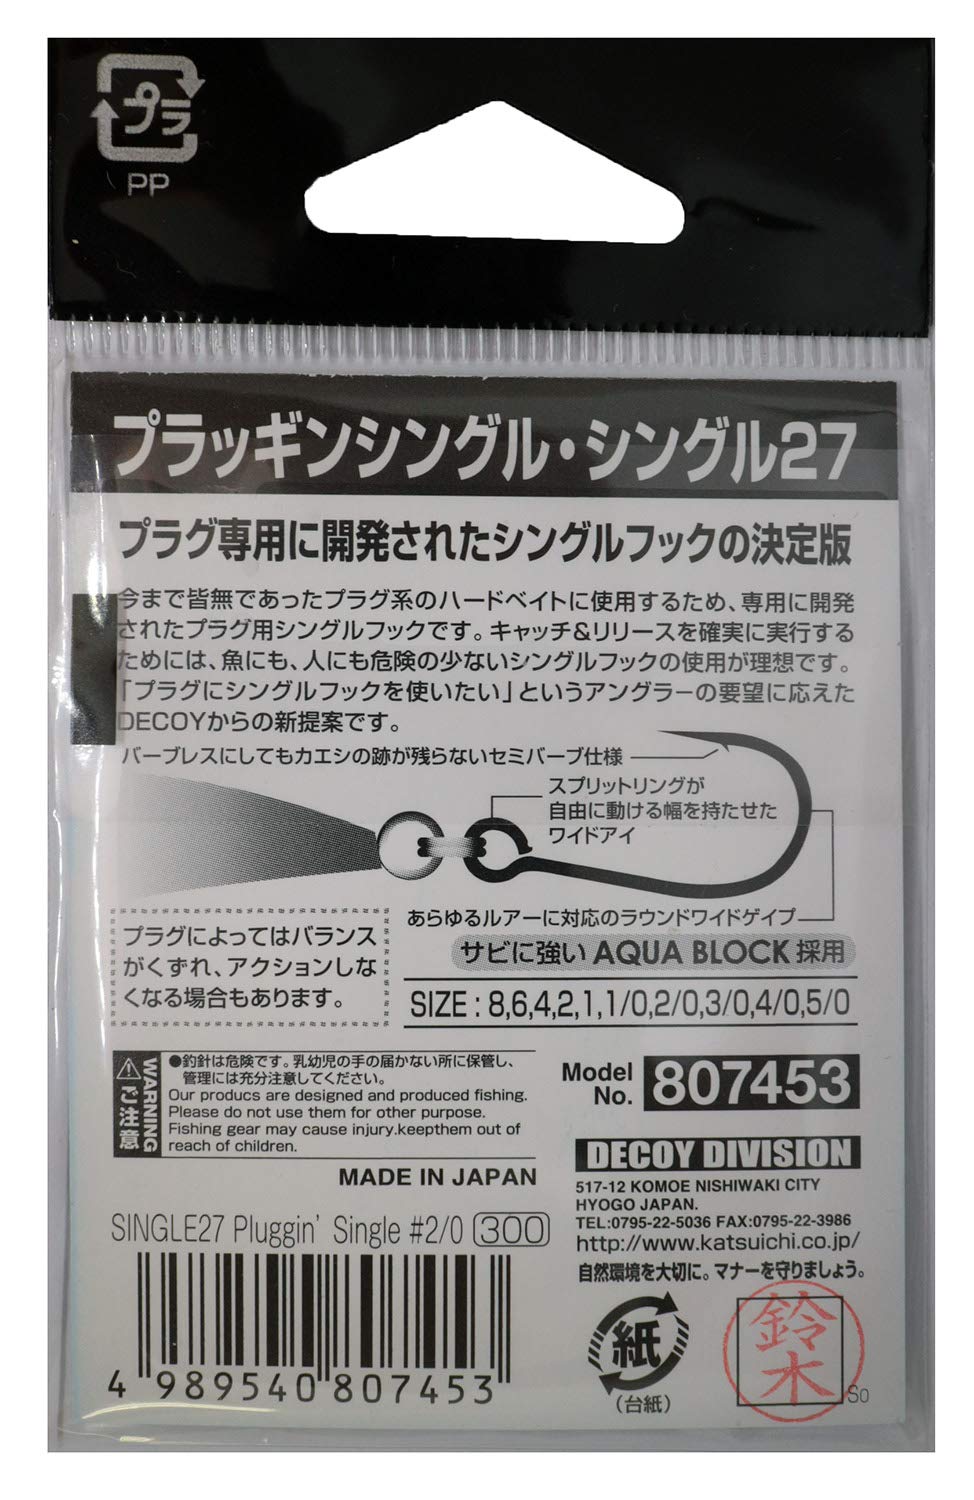 プラ
PP
プラッギンシングル・シングル27
プラグ専用に開発されたシングルフックの決定版
今まで皆無であったプラグ系のハードベイトに使用するため、専用に開発
されたプラグ用シングルフックです。キャッチ&リリースを確実に実行する
ためには、魚にも、人にも危険の少ないシングルフックの使用が理想です。
「プラグにシングルフックを使いたい」というアングラーの要望に応えた
DECOYからの新提案です。
バーブレスにしてもカエシの跡が残らないセミバーブ仕様
スプリットリングが
自由に動ける幅を持たせた
ワイドアイ
あらゆるルアーに対応のラウンドワイドゲイプ
サビに強い AQUA BLOCK 採用
プラグによってはバランス
がくずれ、アクションしな
くなる場合もあります。
SIZE : 8,6,4,2,1,1/0,2/0,3/0,4/0,5/0
WARNING
ご注意
●釣針は危険です。乳幼児の手の届かない所に保管し、
管理には充分注意してください。
Our producs are designed and produced fishing.
Please do not use them for other purpose.
Fishing gear may cause injury.keepthem out of
reach of children.
MADE IN JAPAN
Model
No. 807453
DECOY DIVISION
517-12 KOMOE NISHIWAKI CITY
HYOGO JAPAN.
TEL:0795-22-5036 FAX:0795-22-3986
http://www.katsuichi.co.jp/
自然環境を大切に。マナーを守りましょう。
SINGLE27 Pluggin' Single #2/0 300
4 989540 807453
紙
(台紙)
鈴木
So